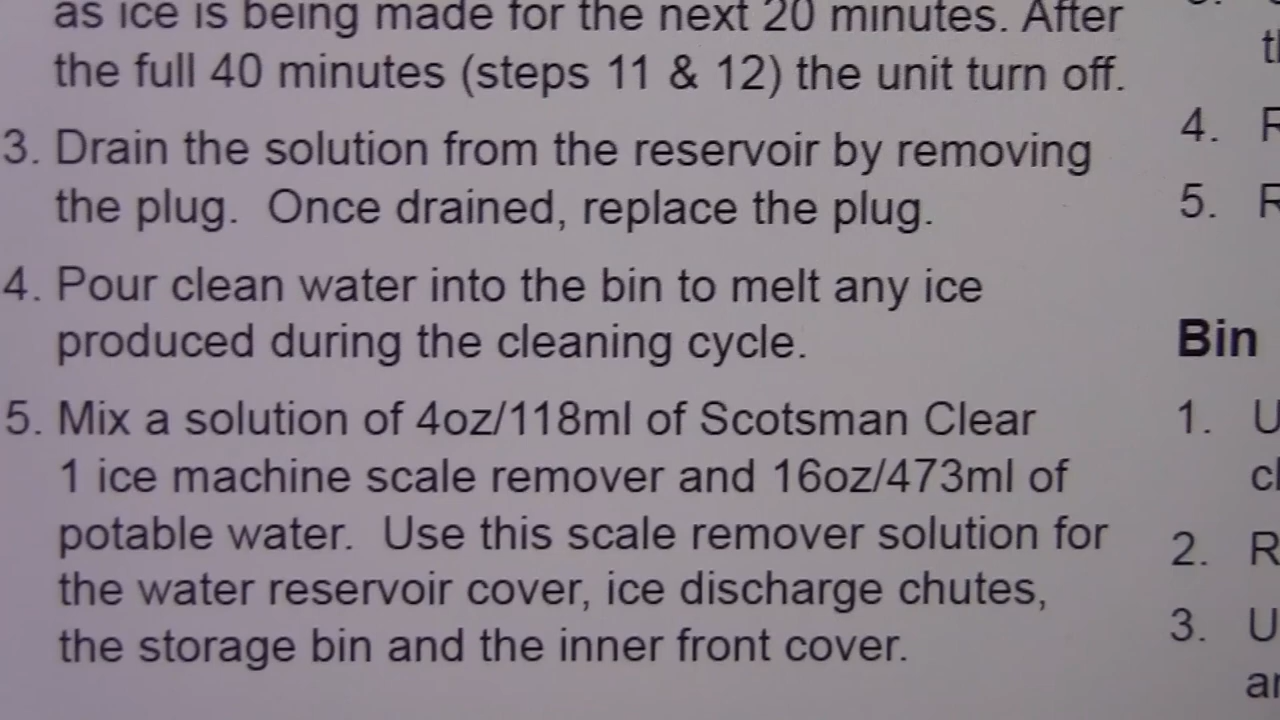 as ice is being made for the next 20 minutes. After
the full 40 minutes (steps 11 & 12) the unit turn off.
3. Drain the solution from the reservoir by removing
the plug.  Once drained, replace the plug.
4. Pour clean water into the bin to melt any ice
produced during the cleaning cycle.
5. Mix a solution of 4oz/118ml of Scotsman Clear
1 ice machine scale remover and 16oz/473ml of
potable water.  Use this scale remover solution for
the water reservoir cover, ice discharge chutes,
the storage bin and the inner front cover.
4.
5.
Bin
1.
2.
3.